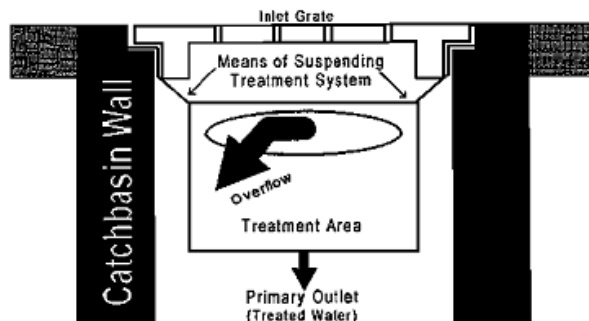 Inlet Grate
Means of Suspending
Treatment System
Catchbasin Wall
Overflow
Treatment Area
Primary Outlet
{Treated Water}